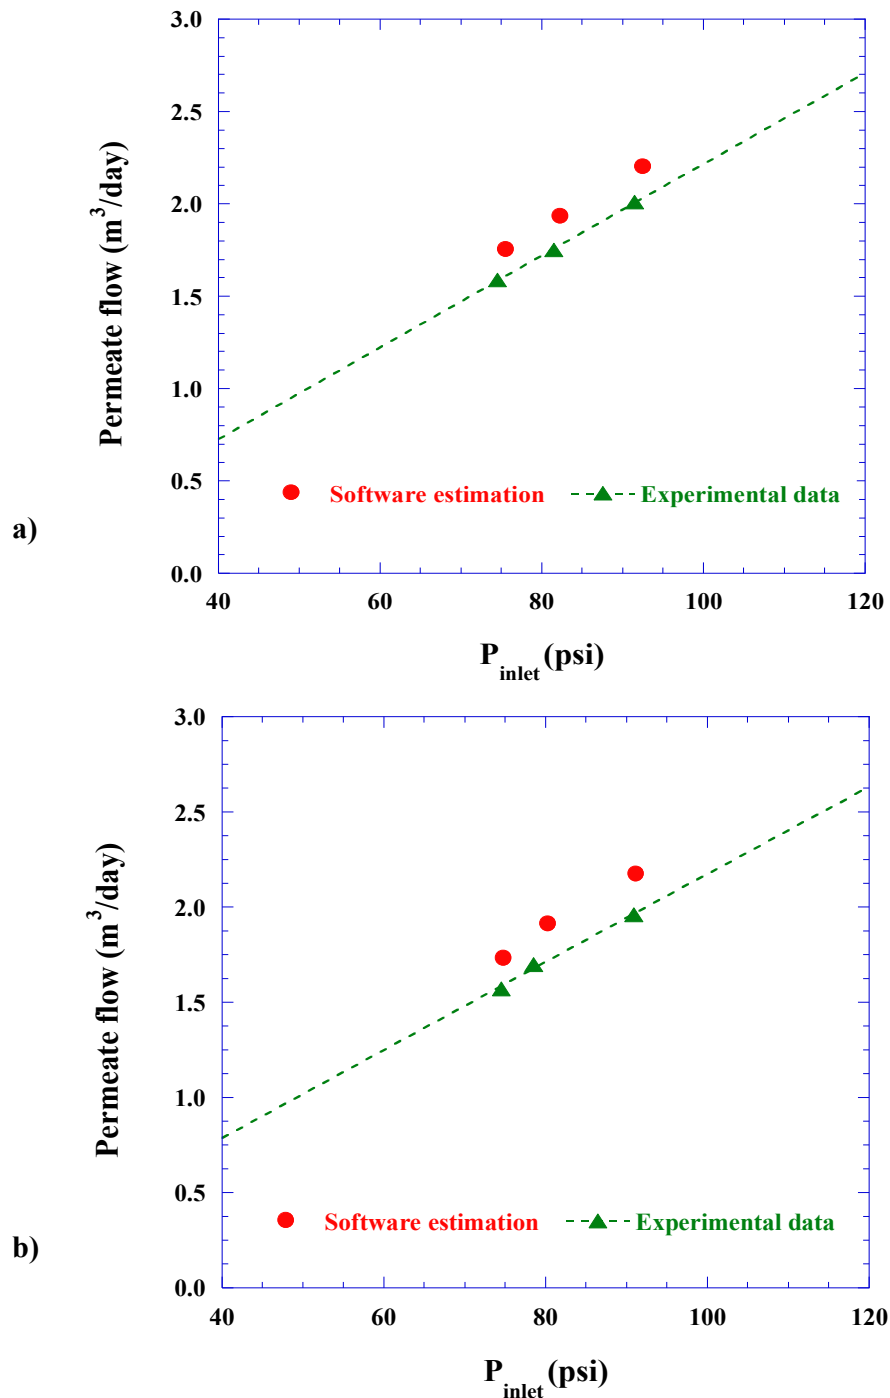 3.0
2.5
2.0
1.5
1.0
0.5
0.0
Permeate flow (m³/day)
Software estimation
Experimental data
a)
40 60 80 100 120
P_inlet (psi)
3.0
2.5
2.0
1.5
1.0
0.5
0.0
Permeate flow (m³/day)
Software estimation
Experimental data
b)
40 60 80 100 120
P_inlet (psi)